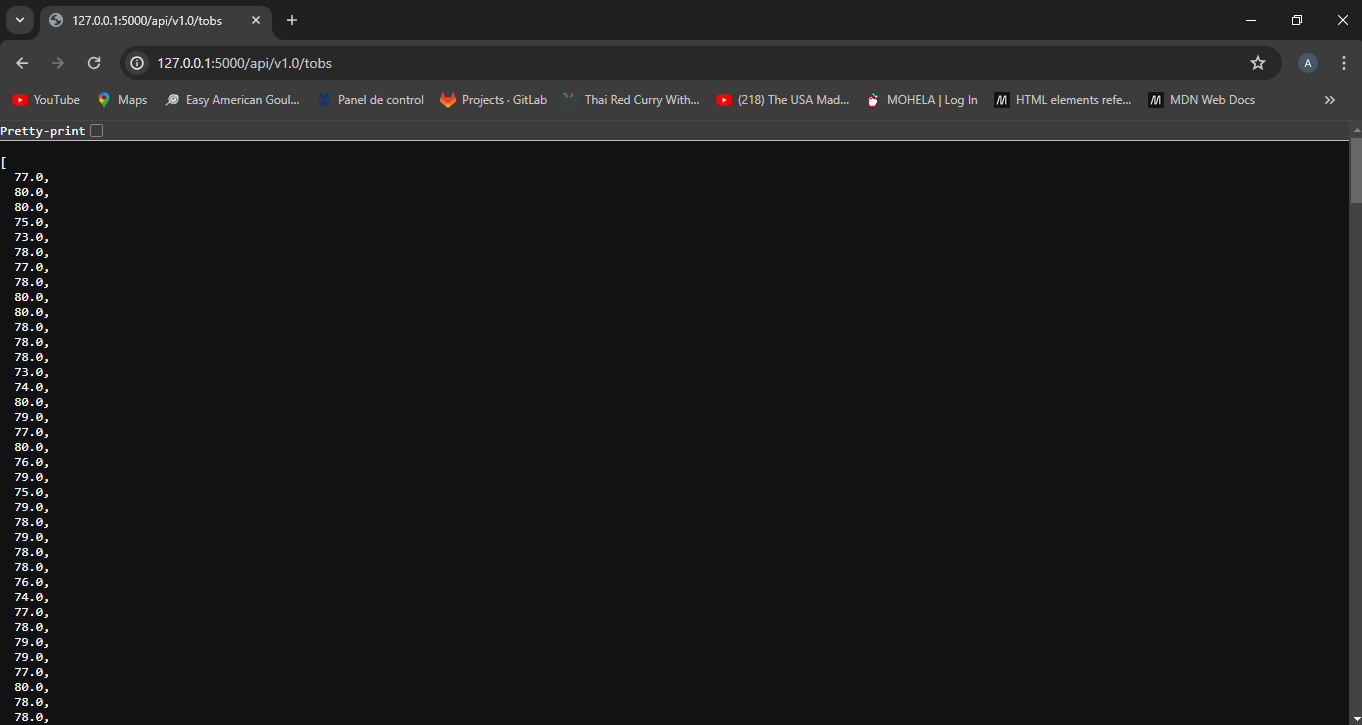 127.0.0.1:5000/api/v1.0/tobs
127.0.0.1:5000/api/v1.0/tobs
A
YouTube
Maps
Easy American Goul...
Panel de control
Projects · GitLab
Thai Red Curry With...
(218) The USA Mad...
MOHELA | Log In
M HTML elements refe...
M MDN Web Docs
Pretty-print
[
77.0,
80.0,
80.0,
75.0,
73.0,
78.0,
77.0,
78.0,
80.0,
80.0,
78.0,
78.0,
78.0,
73.0,
74.0,
80.0,
79.0,
77.0,
80.0,
76.0,
79.0,
75.0,
79.0,
78.0,
79.0,
78.0,
78.0,
76.0,
74.0,
77.0,
78.0,
79.0,
79.0,
77.0,
80.0,
78.0,
78.0,